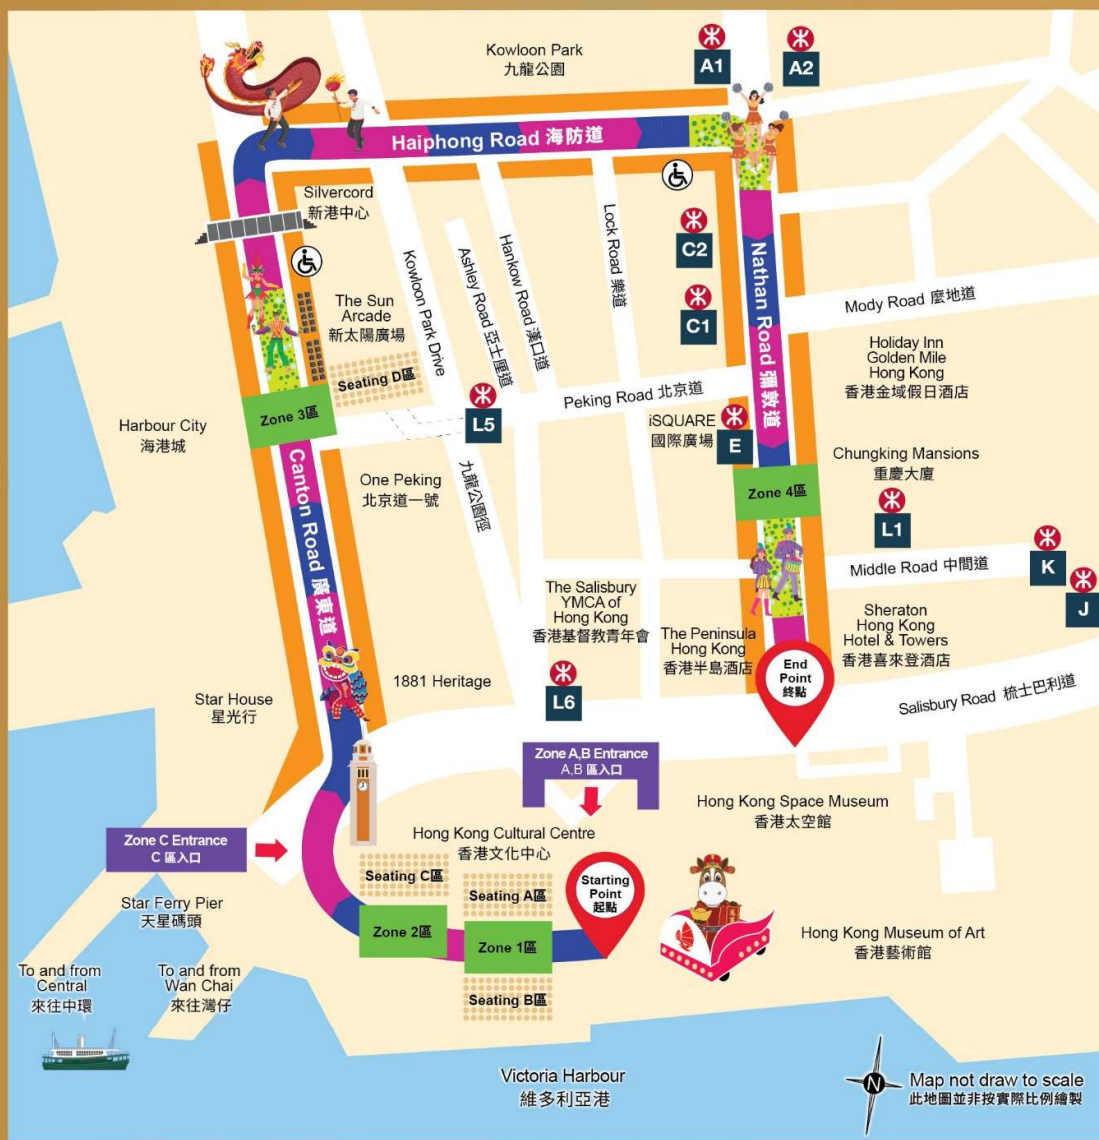 Kowloon Park
九龍公園
A1
A2
Haiphong Road 海防道
Silvercord
新港中心
Lock Road 樂道
Hankow Road 漢口道
Ashley Road 亞士厘道
Kowloon Park Drive
九龍公園徑
C2
C1
Nathan Road 彌敦道
Mody Road 麼地道
The Sun
Arcade
新太陽廣場
Seating D區
Zone 3區
Harbour City
海港城
L5
Peking Road 北京道
iSQUARE
國際廣場
E
Holiday Inn
Golden Mile
Hong Kong
香港金域假日酒店
Chungking Mansions
重慶大廈
L1
One Peking
北京道一號
Canton Road 廣東道
Zone 4區
Middle Road 中間道
K
J
The Salisbury
YMCA of
Hong Kong
香港基督教青年會
The Peninsula
Hong Kong
香港半島酒店
Sheraton
Hong Kong
Hotel & Towers
香港喜來登酒店
End
Point
終點
1881 Heritage
L6
Star House
星光行
Salisbury Road 梳士巴利道
Zone A,B Entrance
A,B 區入口
Hong Kong Space Museum
香港太空館
Zone C Entrance
C 區入口
Hong Kong Cultural Centre
香港文化中心
Seating C區
Seating A區
Starting
Point
起點
Zone 2區
Zone 1區
Seating B區
Star Ferry Pier
天星碼頭
Hong Kong Museum of Art
香港藝術館
To and from
Central
來往中環
To and from
Wan Chai
來往灣仔
Victoria Harbour
維多利亞港
N
Map not draw to scale
此地圖並非按實際比例繪製